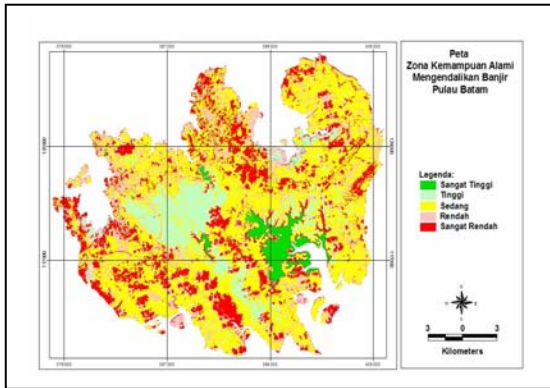 Peta
Zona Kemampuan Alami
Mengendalikan Banjir
Pulau Batam
Legenda:
Sangat Tinggi
Tinggi
Sedang
Rendah
Sangat Rendah
3 0 3
Kilometers